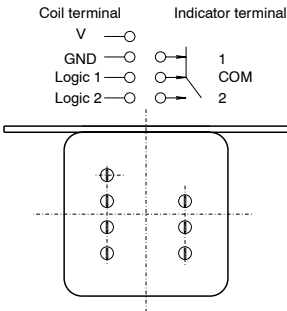 Coil terminal Indicator terminal
V
GND 1
Logic 1 COM
Logic 2 2